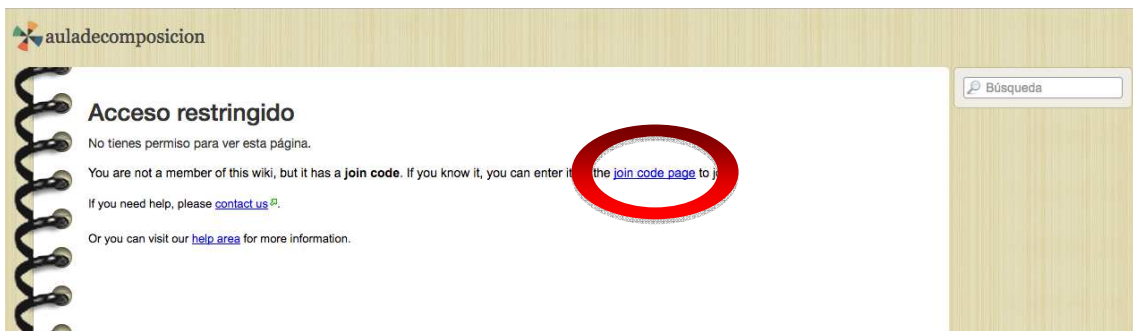 auladecomposicion
Búsqueda
Acceso restringido
No tienes permiso para ver esta página.
You are not a member of this wiki, but it has a join code. If you know it, you can enter it the join code page to
If you need help, please contact us.
Or you can visit our help area for more information.